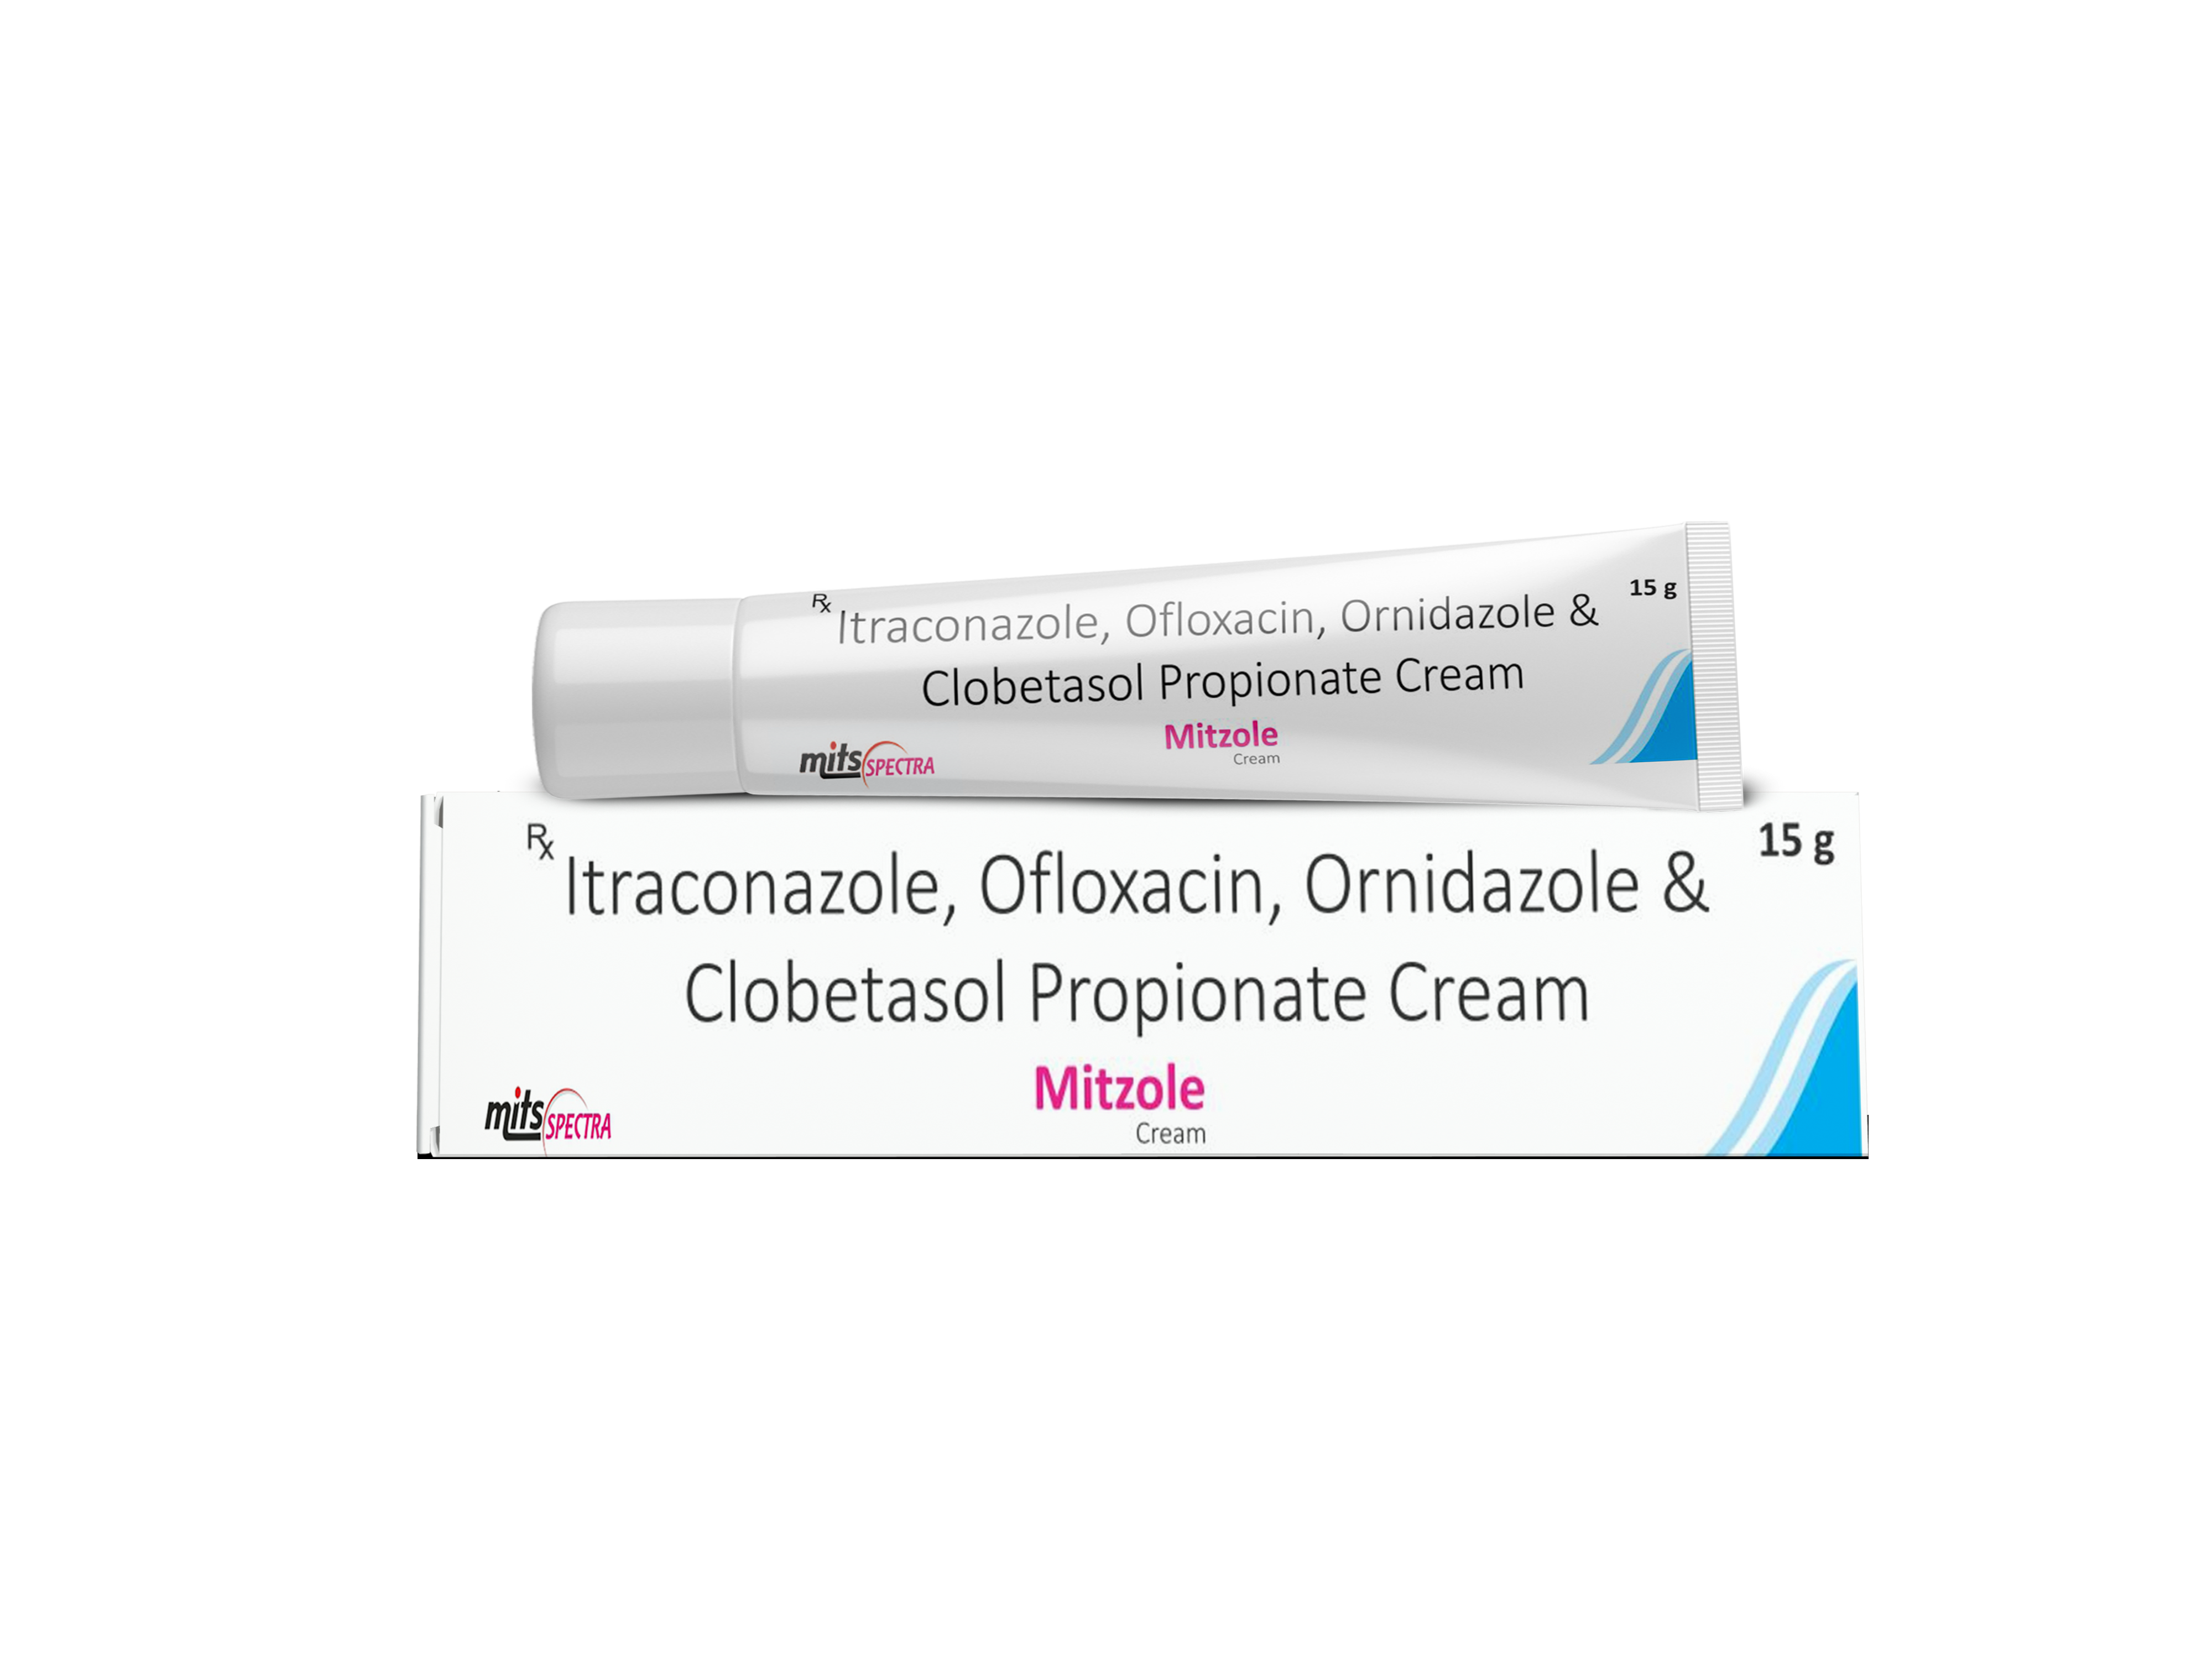 Rx Itraconazole, Ofloxacin, Ornidazole & 15 g
Clobetasol Propionate Cream
Mitzole
Cream
mits SPECTRA
Rx Itraconazole, Ofloxacin, Ornidazole & 15 g
Clobetasol Propionate Cream
Mitzole
Cream
mits SPECTRA